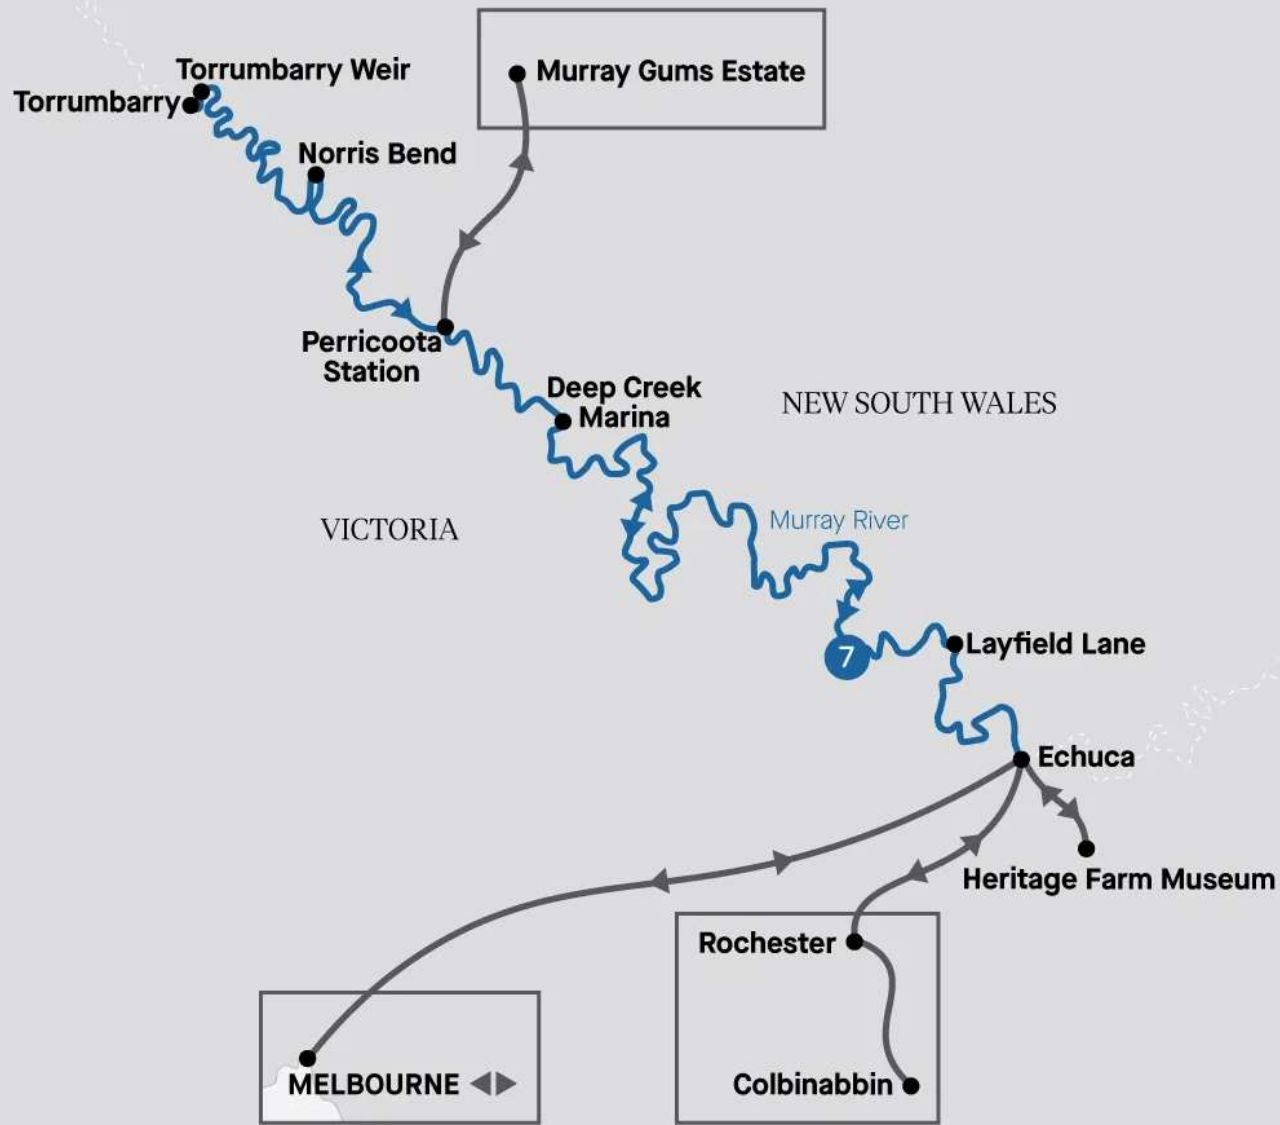 Torrumbarry Weir
Torrumbarry
Murray Gums Estate
Norris Bend
Perricoota
Station
Deep Creek
Marina
NEW SOUTH WALES
VICTORIA
Murray River
7
Layfield Lane
Echuca
Heritage Farm Museum
Rochester
MELBOURNE
Colbinabbin